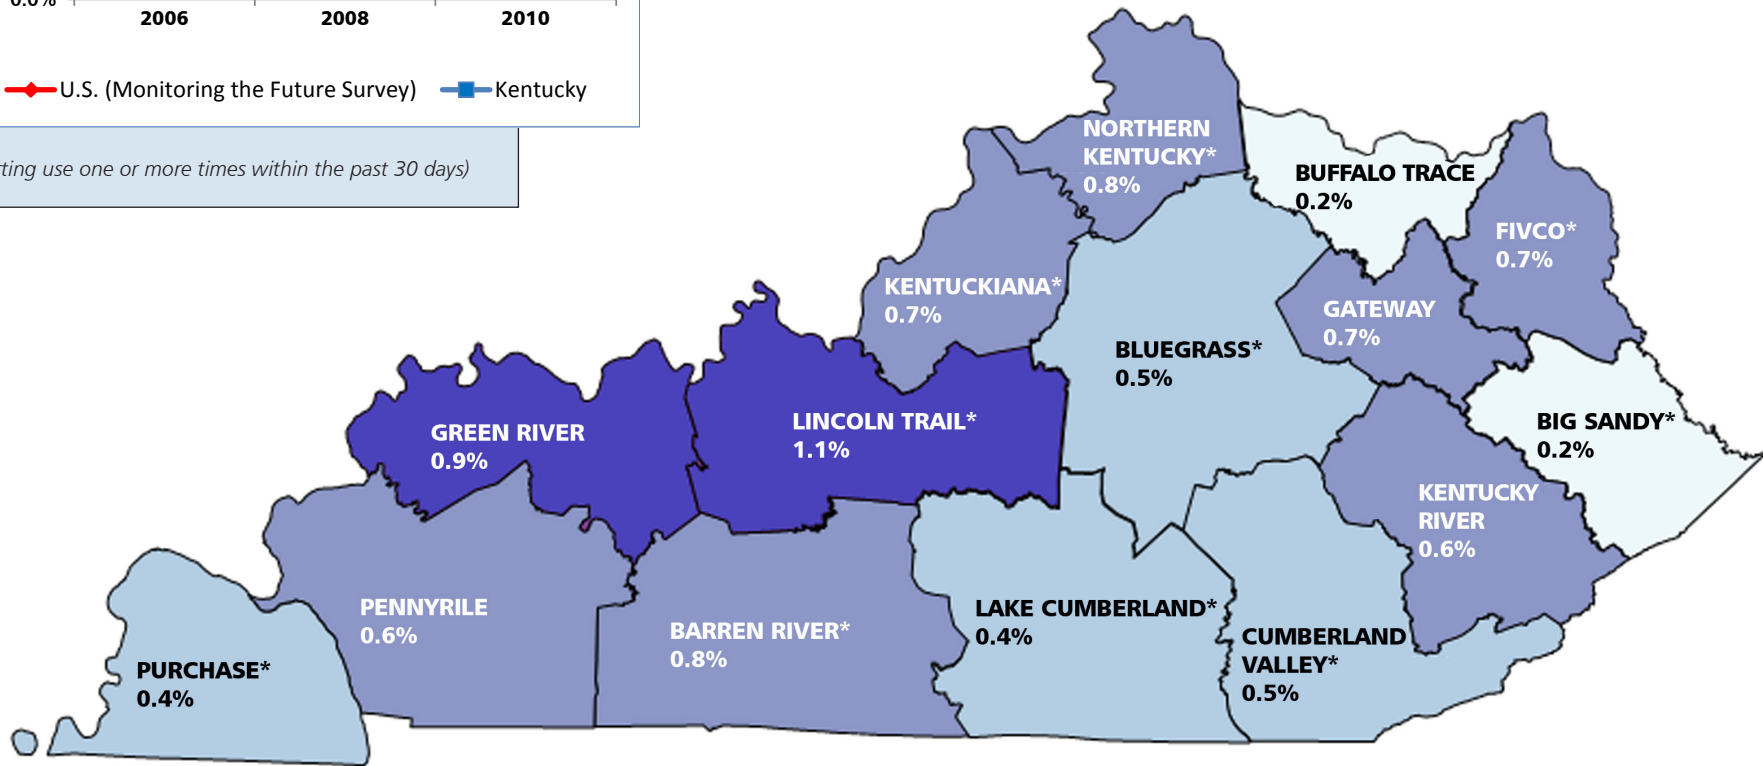 0.0%
2006 2008 2010
U.S. (Monitoring the Future Survey) Kentucky
ting use one or more times within the past 30 days)
NORTHERN
KENTUCKY*
0.8%
BUFFALO TRACE
0.2%
FIVCO*
0.7%
KENTUCKIANA*
0.7%
GATEWAY
0.7%
BLUEGRASS*
0.5%
GREEN RIVER
0.9%
LINCOLN TRAIL*
1.1%
BIG SANDY*
0.2%
KENTUCKY
RIVER
0.6%
PENNYRILE
0.6%
BARREN RIVER*
0.8%
LAKE CUMBERLAND*
0.4%
CUMBERLAND
VALLEY*
0.5%
PURCHASE*
0.4%